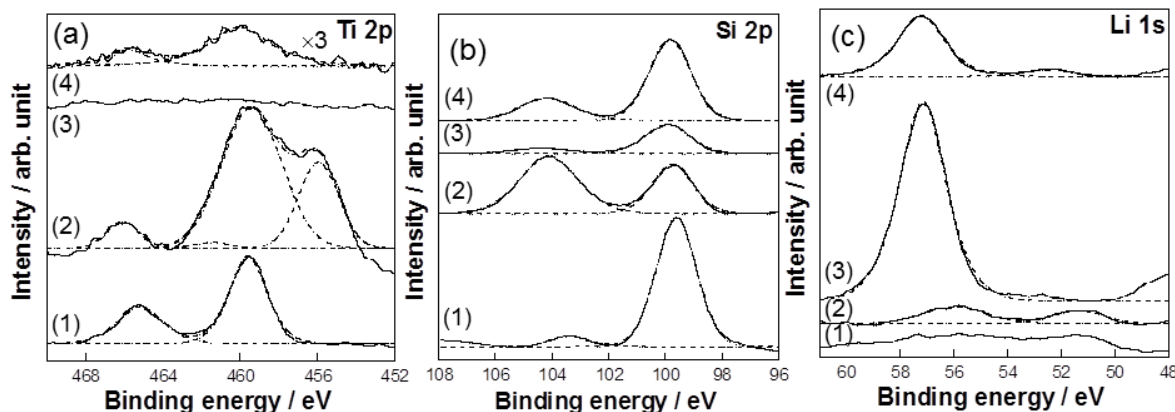 (a)
Ti 2p
×3
(4)
(3)
(2)
(1)
Intensity / arb. unit
468 464 460 456 452
Binding energy / eV
(b)
Si 2p
(4)
(3)
(2)
(1)
Intensity / arb. unit
108 106 104 102 100 98 96
Binding energy / eV
(c)
Li 1s
(4)
(3)
(2)
(1)
Intensity / arb. unit
60 58 56 54 52 50 48
Binding energy / eV